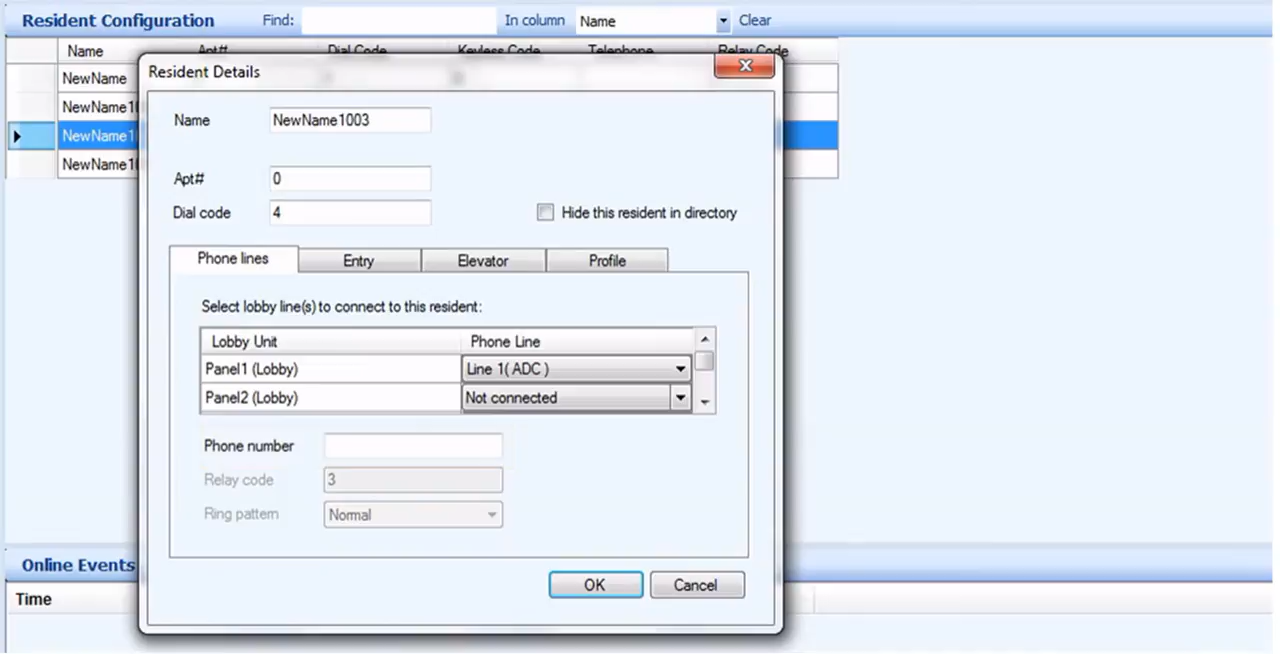 Resident Configuration Find: In column Name Clear
Name Apt# Dial Code Keyless Code Telephone Relay Code
NewName
NewName10
NewName1
NewName10
Resident Details
Name NewName1003
Apt# 0
Dial code 4 Hide this resident in directory
Phone lines Entry Elevator Profile
Select lobby line(s) to connect to this resident:
Lobby Unit Phone Line
Panel1 (Lobby) Line 1( ADC )
Panel2 (Lobby) Not connected
Phone number
Relay code 3
Ring pattern Normal
OK Cancel
Online Events
Time